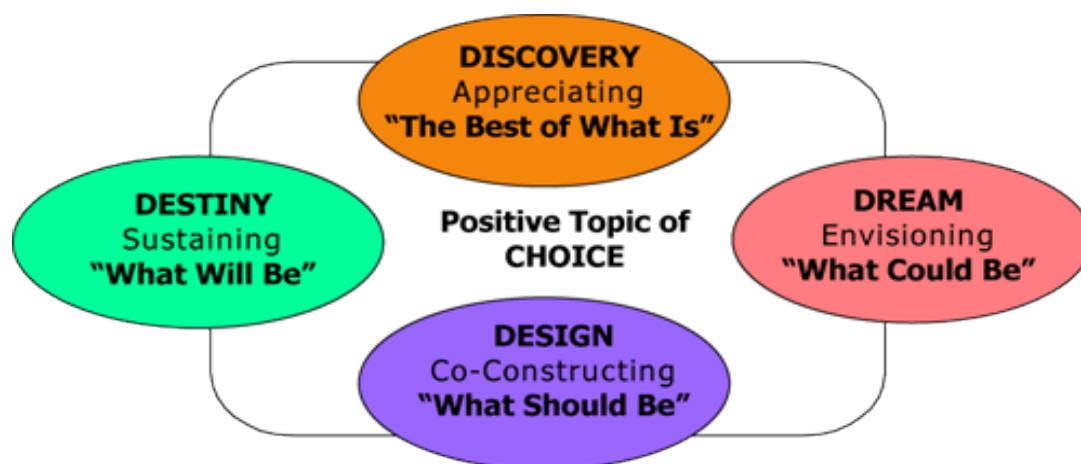 DISCOVERY
Appreciating
“The Best of What Is”
DESTINY
Sustaining
“What Will Be”
Positive Topic of
CHOICE
DREAM
Envisioning
“What Could Be”
DESIGN
Co-Constructing
“What Should Be”